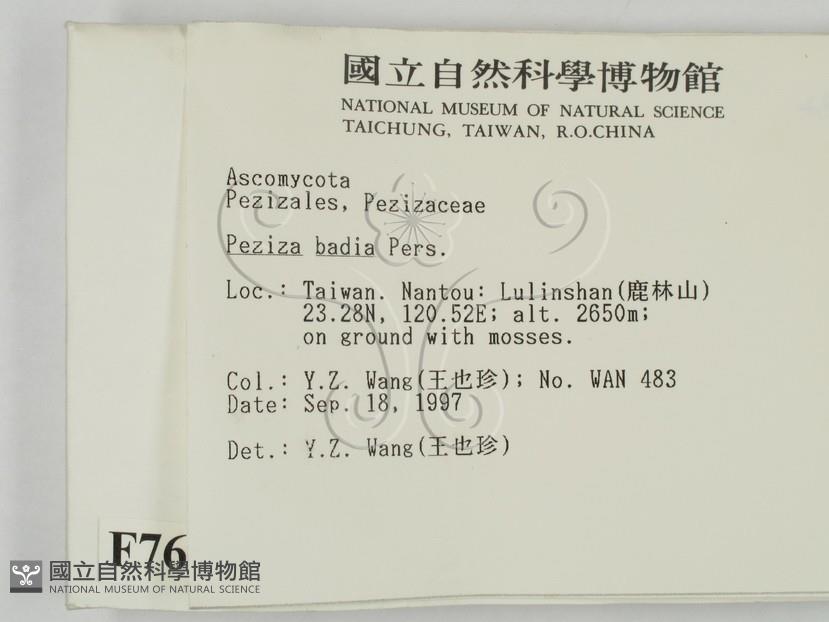 國立自然科學博物館
NATIONAL MUSEUM OF NATURAL SCIENCE
TAICHUNG, TAIWAN, R.O.CHINA
Ascomycota
Pezizales, Pezizaceae
Peziza badia Pers.
Loc.: Taiwan. Nantou: Lulinshan(鹿林山)
23.28N, 120.52E; alt. 2650m;
on ground with mosses.
Col.: Y.Z. Wang(王也珍); No. WAN 483
Date: Sep. 18, 1997
Det.: Y.Z. Wang(王也珍)
F76
國立自然科學博物館
NATIONAL MUSEUM OF NATURAL SCIENCE